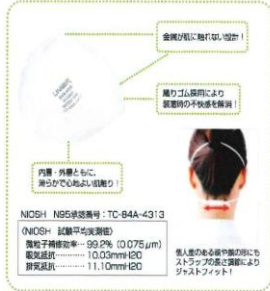 金属が肌に触れない設計！
織りゴム採用により
装着時の不快感を解消！
内層・外層ともに、
滑らかで心地よい肌触り！
NIOSH N95承認番号：TC-84A-4313
〈NIOSH 試験平均実測値〉
微粒子補修効率… 99.2% (0.075μm)
吸気抵抗………… 10.03mmH2O
排気抵抗………… 11.10mmH2O
個人差のある頭や顔の形にも
ストラップの長さ調節により
ジャストフィット！